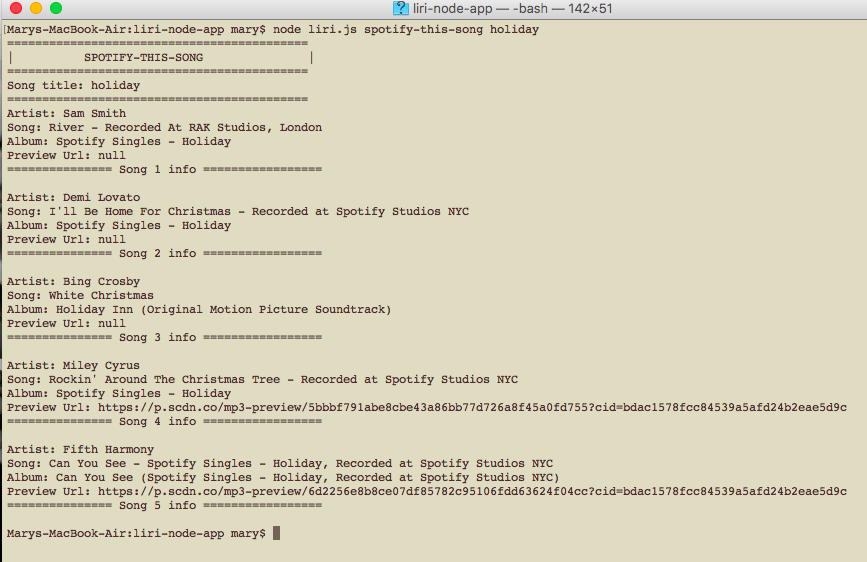 liri-node-app — -bash — 142×51
[Marys-MacBook-Air:liri-node-app mary$ node liri.js spotify-this-song holiday
===========================================
|          SPOTIFY-THIS-SONG               |
===========================================
Song title: holiday
===========================================
Artist: Sam Smith
Song: River - Recorded At RAK Studios, London
Album: Spotify Singles - Holiday
Preview Url: null
=============== Song 1 info =================

Artist: Demi Lovato
Song: I'll Be Home For Christmas - Recorded at Spotify Studios NYC
Album: Spotify Singles - Holiday
Preview Url: null
=============== Song 2 info =================

Artist: Bing Crosby
Song: White Christmas
Album: Holiday Inn (Original Motion Picture Soundtrack)
Preview Url: null
=============== Song 3 info =================

Artist: Miley Cyrus
Song: Rockin' Around The Christmas Tree - Recorded at Spotify Studios NYC
Album: Spotify Singles - Holiday
Preview Url: https://p.scdn.co/mp3-preview/5bbbf791abe8cbe43a86bb77d726a8f45a0fd755?cid=bdac1578fcc84539a5afd24b2eae5d9c
=============== Song 4 info =================

Artist: Fifth Harmony
Song: Can You See - Spotify Singles - Holiday, Recorded at Spotify Studios NYC
Album: Can You See (Spotify Singles - Holiday, Recorded at Spotify Studios NYC)
Preview Url: https://p.scdn.co/mp3-preview/6d2256e8b8ce07df85782c95106fdd63624f04cc?cid=bdac1578fcc84539a5afd24b2eae5d9c
=============== Song 5 info =================

Marys-MacBook-Air:liri-node-app mary$